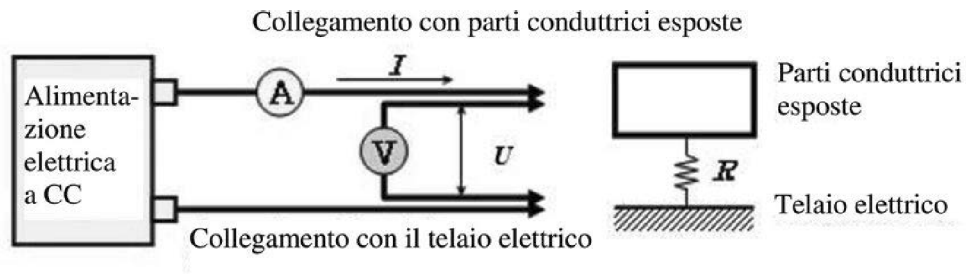 Collegamento con parti conduttrici esposte
Alimenta-
zione
elettrica
a CC
A
I
V
U
Collegamento con il telaio elettrico
Parti conduttrici
esposte
R
Telaio elettrico